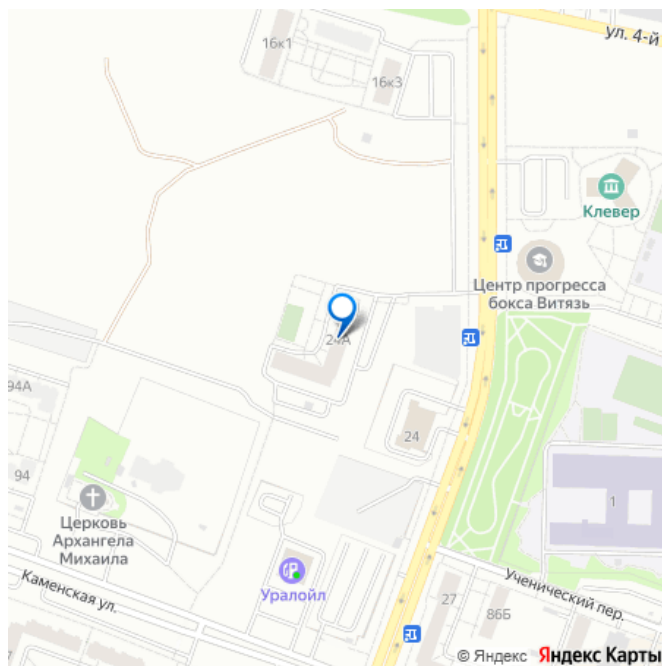 16к1
ул. 4-й
16к3
Клевер
Центр прогресса
бокса Витязь
24А
94А
24
94
1
Церковь
Архангела
Михаила
Уралойл
Каменская ул.
Ученический пер.
27
86Б
7
© Яндекс Яндекс Карты